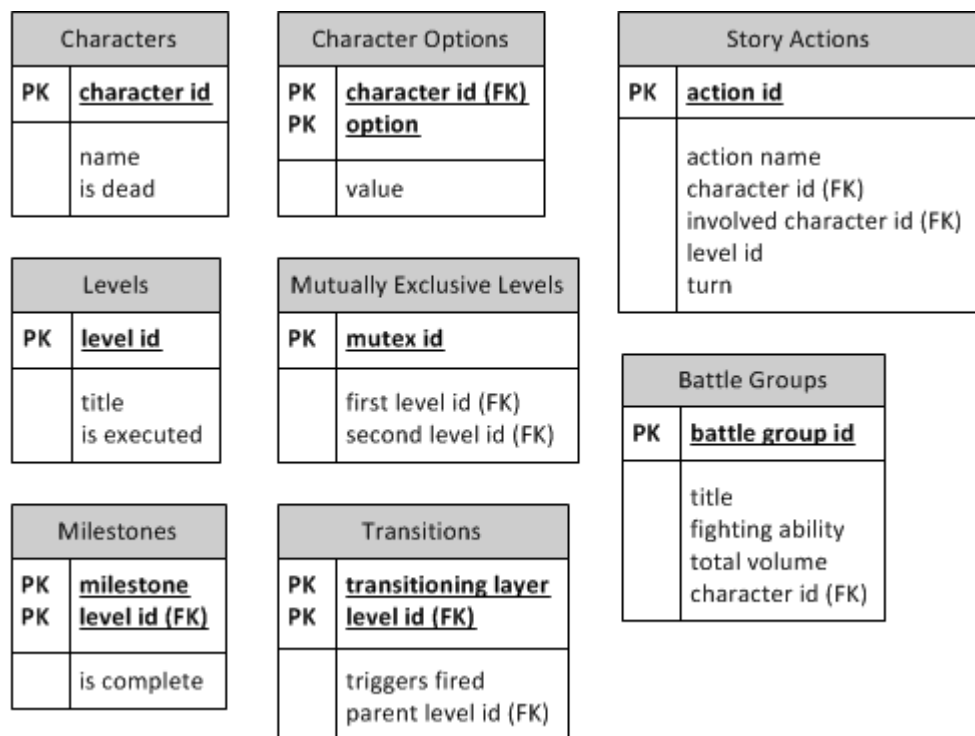 Characters
PK character id
name
is dead
Character Options
PK character id (FK)
PK option
value
Story Actions
PK action id
action name
character id (FK)
involved character id (FK)
level id
turn
Levels
PK level id
title
is executed
Mutually Exclusive Levels
PK mutex id
first level id (FK)
second level id (FK)
Battle Groups
PK battle group id
title
fighting ability
total volume
character id (FK)
Milestones
PK milestone
PK level id (FK)
is complete
Transitions
PK transitioning layer
PK level id (FK)
triggers fired
parent level id (FK)